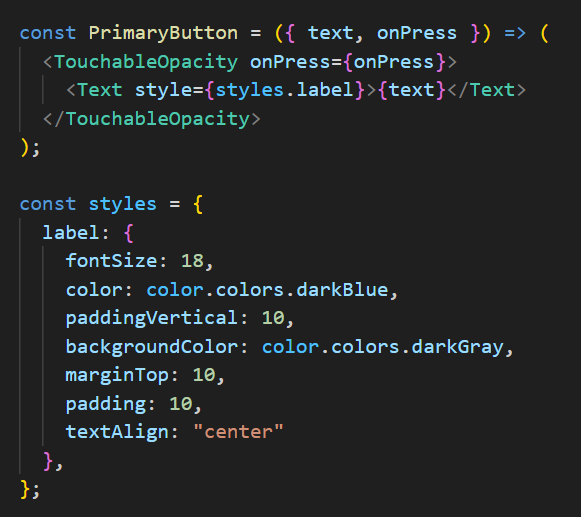 const PrimaryButton = ({ text, onPress }) => (
  <TouchableOpacity onPress={onPress}>
    <Text style={styles.label}>{text}</Text>
  </TouchableOpacity>
);

const styles = {
  label: {
    fontSize: 18,
    color: color.colors.darkBlue,
    paddingVertical: 10,
    backgroundColor: color.colors.darkGray,
    marginTop: 10,
    padding: 10,
    textAlign: "center"
  },
};